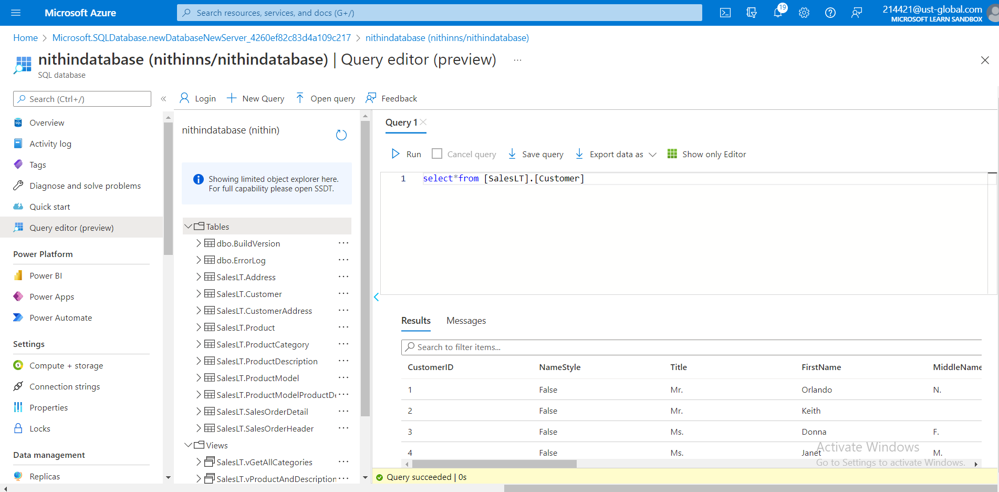 Microsoft Azure
Search resources, services, and docs (G+/)
19
214421@ust-global.com
MICROSOFT LEARN SANDBOX
Home > Microsoft.SQLDatabase.newDatabaseNewServer_4260ef82c83d4a109c217 > nithindatabase (nithinns/nithindatabase)
nithindatabase (nithinns/nithindatabase) | Query editor (preview) ...
SQL database
Search (Ctrl+/)
«
Login
New Query
Open query
Feedback
Overview
Activity log
Tags
Diagnose and solve problems
Quick start
Query editor (preview)
Power Platform
Power BI
Power Apps
Power Automate
Settings
Compute + storage
Connection strings
Properties
Locks
Data management
Replicas
nithindatabase (nithin)
Showing limited object explorer here.
For full capability please open SSDT.
Tables
dbo.BuildVersion ...
dbo.ErrorLog ...
SalesLT.Address ...
SalesLT.Customer ...
SalesLT.CustomerAddress ...
SalesLT.Product ...
SalesLT.ProductCategory ...
SalesLT.ProductDescription ...
SalesLT.ProductModel ...
SalesLT.ProductModelProductDe...
SalesLT.SalesOrderDetail ...
SalesLT.SalesOrderHeader ...
Views
SalesLT.vGetAllCategories ...
SalesLT.vProductAndDescription...
Query 1
Run
Cancel query
Save query
Export data as
Show only Editor
1 select*from [SalesLT].[Customer]
Results Messages
Search to filter items...
CustomerID NameStyle Title FirstName MiddleName
1 False Mr. Orlando N.
2 False Mr. Keith
3 False Ms. Donna F.
4 False Ms. Janet M.
Activate Windows
Go to Settings to activate Windows.
Query succeeded | 0s